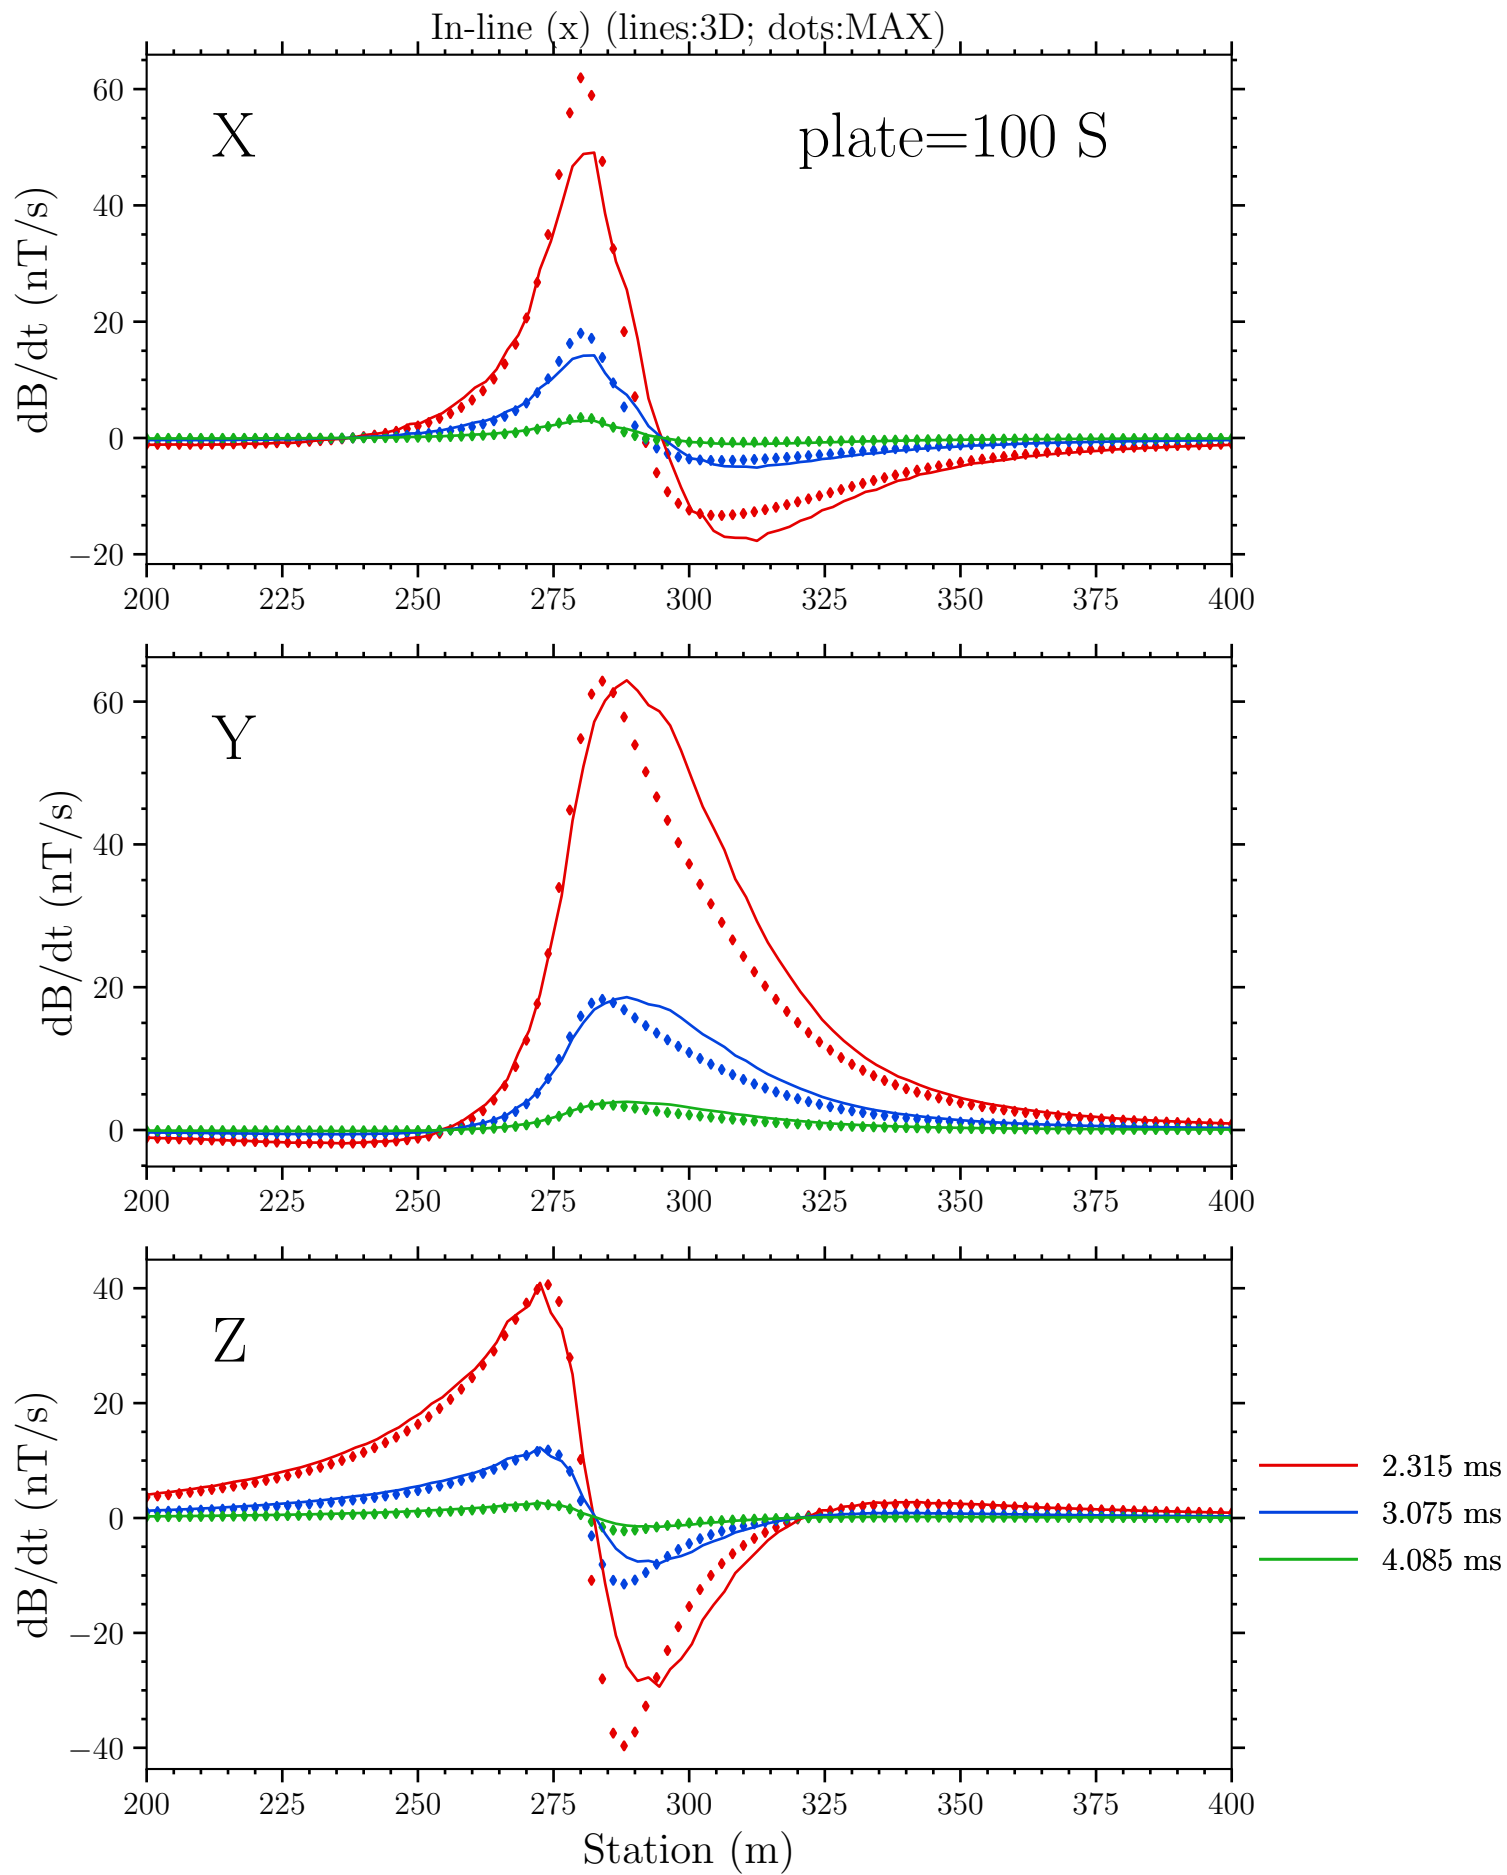 In-line (x) (lines:3D; dots:MAX)
X
plate=100 S
dB/dt (nT/s)
60
40
20
0
−20
200 225 250 275 300 325 350 375 400
Y
dB/dt (nT/s)
60
40
20
0
200 225 250 275 300 325 350 375 400
Z
dB/dt (nT/s)
40
20
0
−20
−40
200 225 250 275 300 325 350 375 400
Station (m)
2.315 ms
3.075 ms
4.085 ms